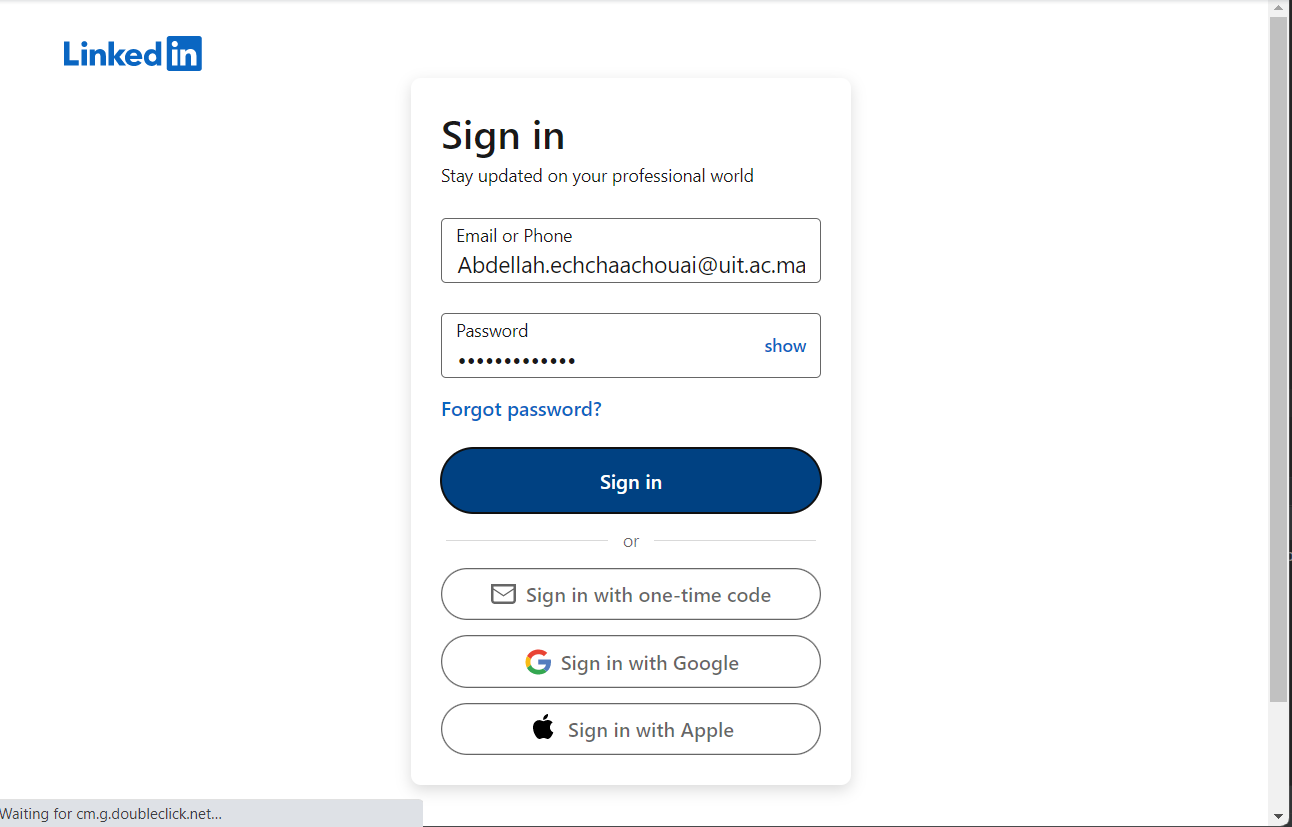 Linked in
Sign in
Stay updated on your professional world
Email or Phone
Abdellah.echchaachouai@uit.ac.ma
Password
•••••••••••••
show
Forgot password?
Sign in
or
Sign in with one-time code
Sign in with Google
Sign in with Apple
Waiting for cm.g.doubleclick.net...